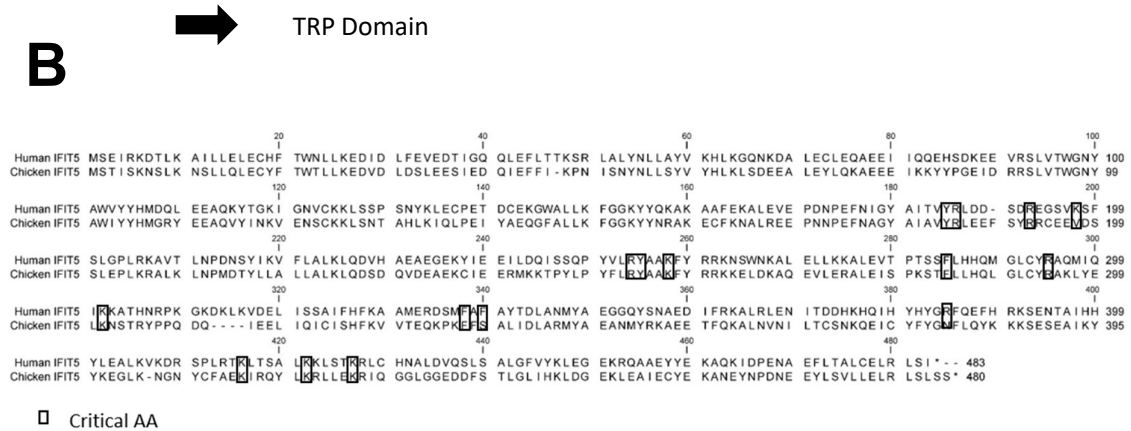 TRP Domain
B
20 40 60 80 100
Human IFIT5 MSEIRKDTLK AILLELECHF TWNLLKEDID LFEVEDTIGQ QLEFLTTKSR LALYNLLAYV KHLKGQNKDA LECLEQAEEI IQQEHSDKEE VRSLVTWGNY 100
Chicken IFIT5 MSTISKNSLK NSLLQLECYF TWTLLKEDVD LDSLEESIED QIEFFI-KPN ISNYNLLSYV YHLKLSDEEA LEYLQKAEEE IKKYYPGEID RRSLVTWGNY 99
120 140 160 180 200
Human IFIT5 AWVYYHMDQL EEAQKYTGKI GNVCKKLSSP SNYKLECPET DCEKGWALLK FGGKYYQKAK AAFEKALEVE PDNPEFNIGY AITVYRLDD- SDREGSVKSF 199
Chicken IFIT5 AWIYYHMGRY EEAQVYINKV ENSCKKLSNT AHLKIQLPEI YAEQGFALLK FGGKYYNRAK ECFKNALREE PDNPEFNAGY AIAVYRLEEF SYRRCEEVDS 199
220 240 260 280 300
Human IFIT5 SLGPLRKAVT LNPDNSYIKV FLALKLQDVH AEAEGEKYIE EILDQISSQP YVLRYAAKFY RRKNSWNKAL ELLKKALEVT PTSSFLHHQM GLCYRAQMIQ 299
Chicken IFIT5 SLEPLKRALK LNPMDTYLLA LLALKLQDSD QVDEAEKCIE ERMKKTPYLP YFLRYAAKFY RRKKELDKAQ EVLERALEIS PKSTFLLHQL GLCYRAKLYE 299
320 340 360 380 400
Human IFIT5 IKKATHNRPK GKDKLKVDEL ISSAIFHFKA AMERDSMFAF AYTDLANMYA EGGQYSNAED IFRKALRLEN ITDDHKHQIH YHYGRFQEFH RKSENTAIHH 399
Chicken IFIT5 LKNSTRYPPQ DQ----IEEL IQICISHFKV VTEQKPKFFS ALIDLARMYA EANMYRKAEE TFQKALNVNI LTCSNKQEIC YFYGRFLQYK KKSESEAIKY 395
420 440 460 480
Human IFIT5 YLEALKVKDR SPLRTKLTSA LKKLSTKRLC HNALDVQSLS ALGFVYKLEG EKRQAAEYYE KAQKIDPENA EFLTALCELR LSI*-- 483
Chicken IFIT5 YKEGLK-NGN YCFAEKIRQY LKRLLEKRIQ GGLGGEDDFS TLGLIHKLDG EKLEAIECYE KANEYNPDNE EYLSVLLELR LSLSS* 480
Critical AA